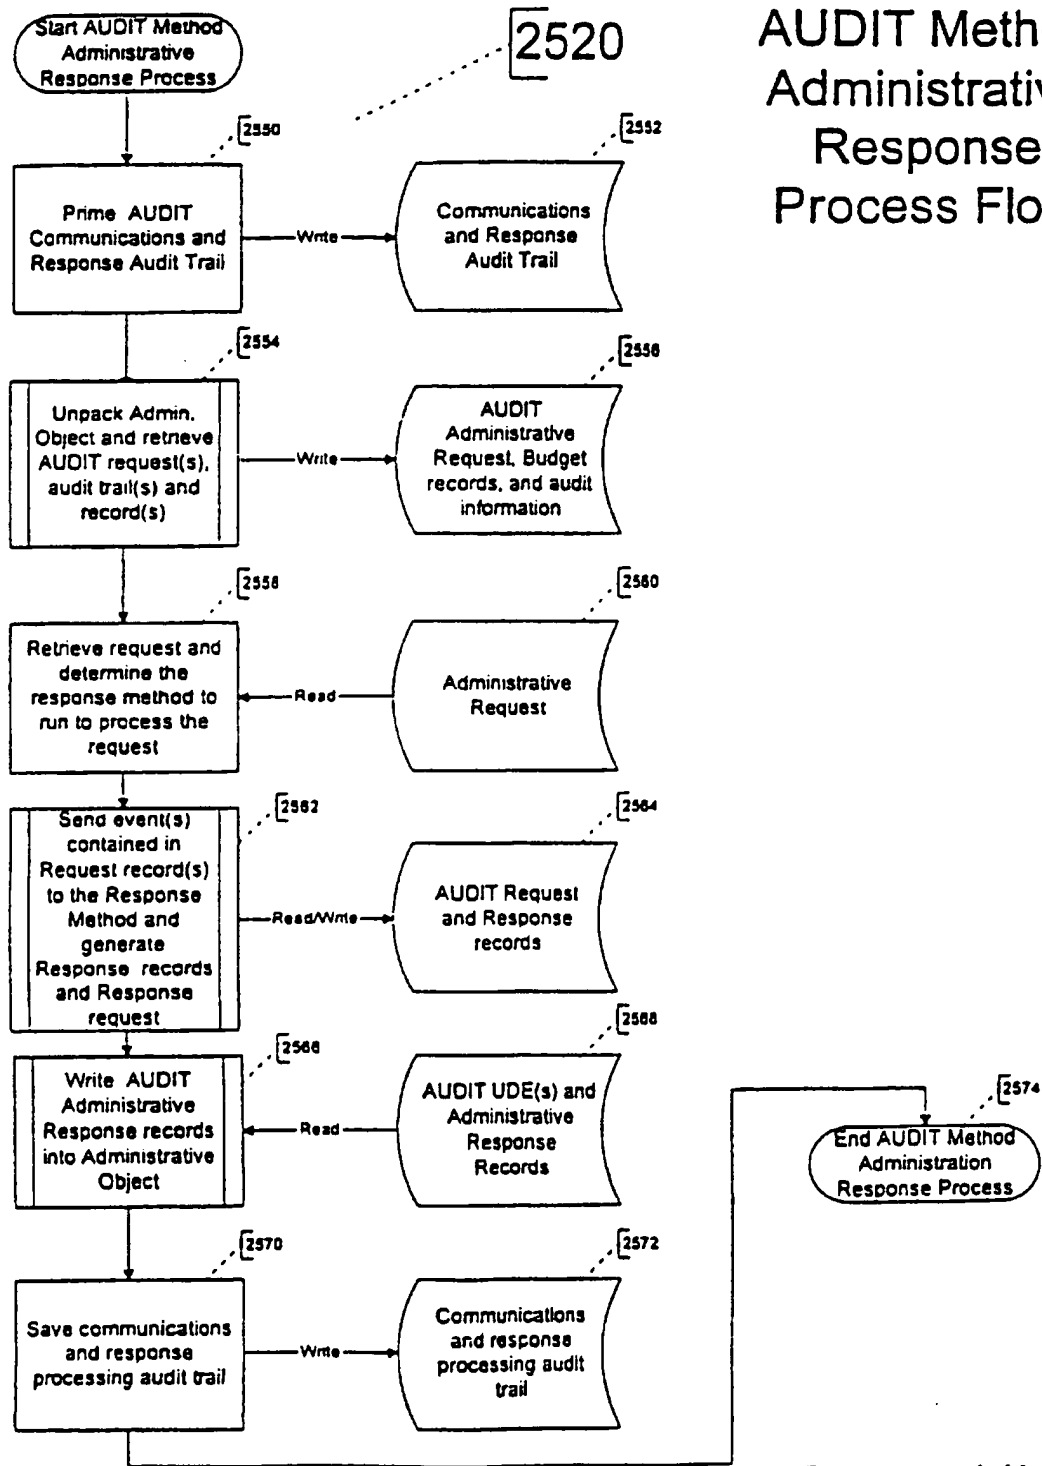 Start AUDIT Method
Administrative
Response Process
2520
AUDIT Meth
Administrativ
Response
Process Flo
2550
Prime AUDIT
Communications and
Response Audit Trail
Write
2552
Communications
and Response
Audit Trail
2554
Unpack Admin.
Object and retrieve
AUDIT request(s),
audit trail(s) and
record(s)
Write
2556
AUDIT
Administrative
Request, Budget
records, and audit
information
2558
Retrieve request and
determine the
response method to
run to process the
request
Read
2560
Administrative
Request
2562
Send event(s)
contained in
Request record(s)
to the Response
Method and
generate
Response records
and Response
request
Read/Write
2564
AUDIT Request
and Response
records
2566
Write AUDIT
Administrative
Response records
into Administrative
Object
Read
2568
AUDIT UDE(s) and
Administrative
Response
Records
2570
Save communications
and response
processing audit trail
Write
2572
Communications
and response
processing audit
trail
2574
End AUDIT Method
Administration
Response Process